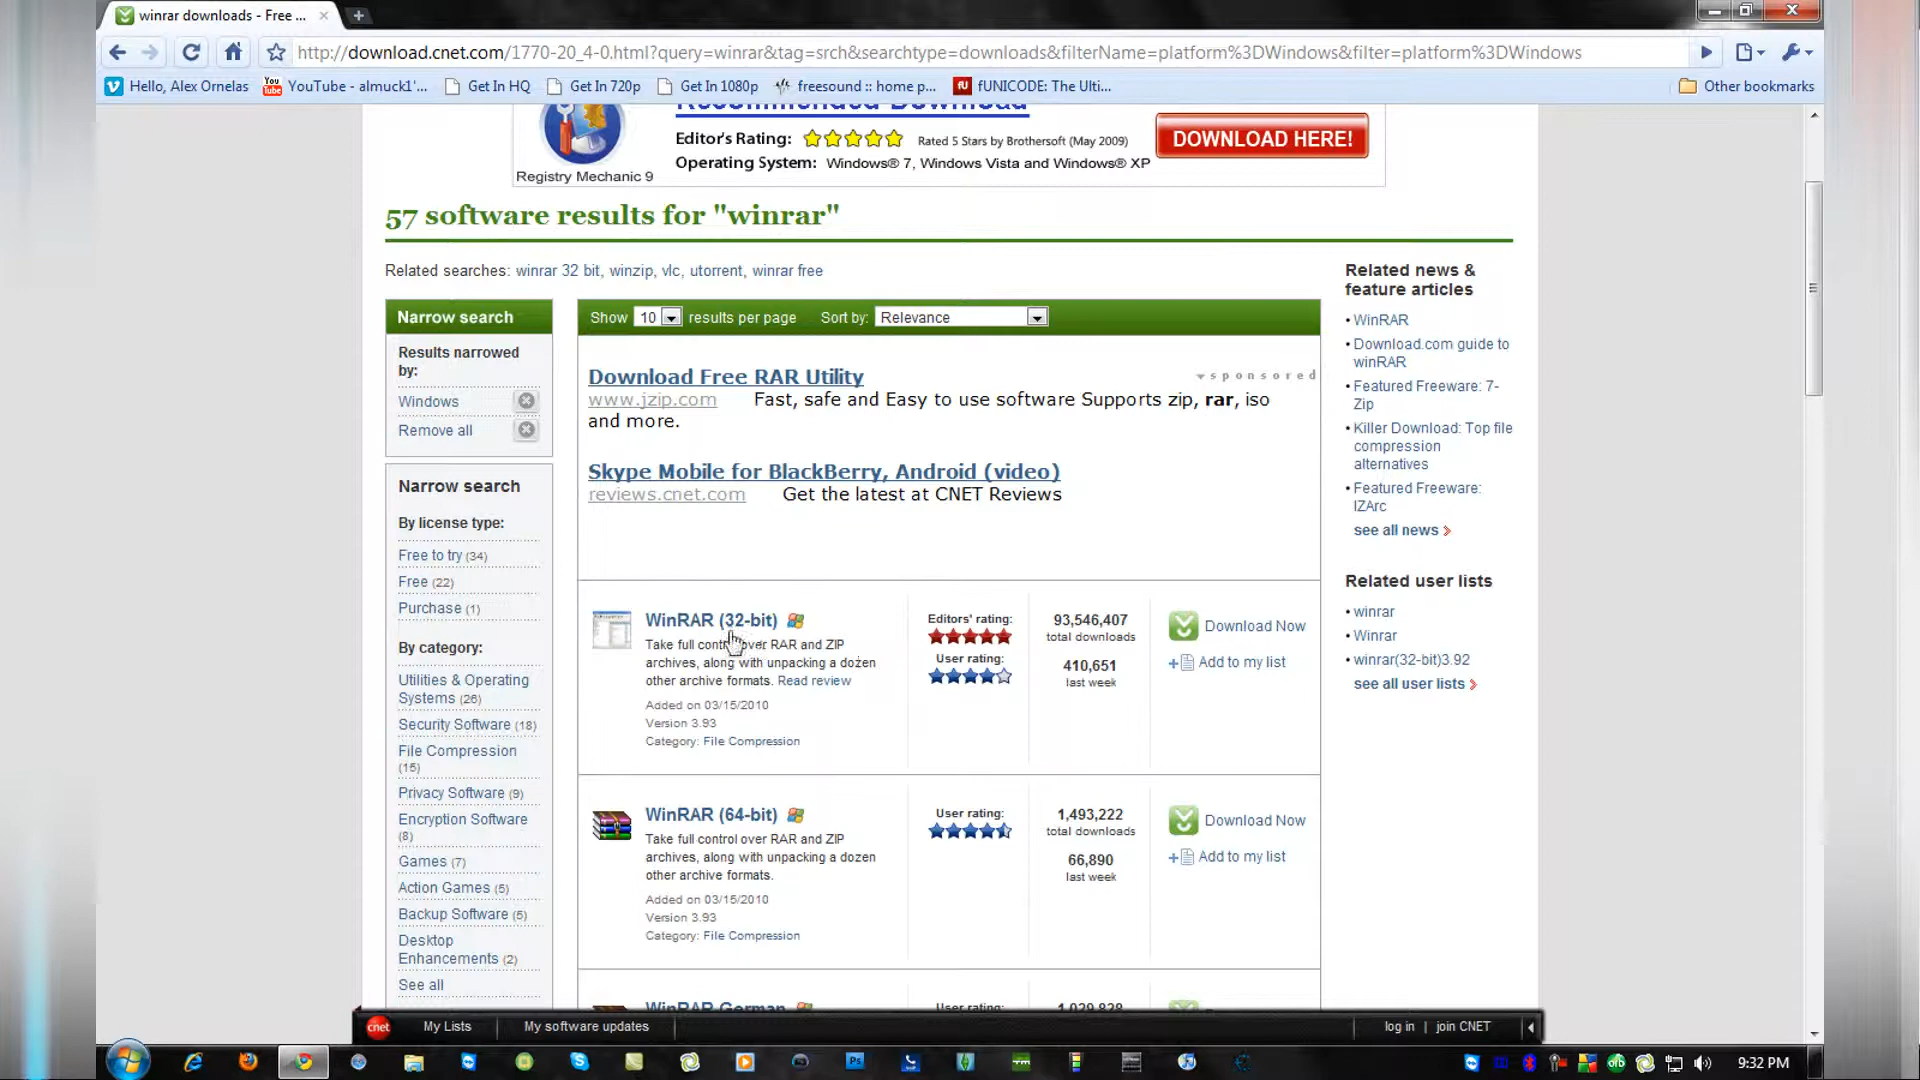 winrar downloads - Free ...
http://download.cnet.com/1770-20_4-0.html?query=winrar&tag=srch&searchtype=downloads&filterName=platform%3DWindows&filter=platform%3DWindows
Hello, Alex Ornelas
YouTube - almuck1'...
Get In HQ
Get In 720p
Get In 1080p
freesound :: home p...
fUNICODE: The Ulti...
Other bookmarks
Recommended Download
Editor's Rating:
Rated 5 Stars by Brothersoft (May 2009)
Operating System: Windows® 7, Windows Vista and Windows® XP
DOWNLOAD HERE!
Registry Mechanic 9
57 software results for "winrar"
Related searches: winrar 32 bit, winzip, vlc, utorrent, winrar free
Narrow search
Results narrowed
by:
Windows
Remove all
Narrow search
By license type:
Free to try (34)
Free (22)
Purchase (1)
By category:
Utilities & Operating
Systems (26)
Security Software (18)
File Compression
(15)
Privacy Software (9)
Encryption Software
(8)
Games (7)
Action Games (5)
Backup Software (5)
Desktop
Enhancements (2)
See all
Show 10 results per page Sort by: Relevance
Download Free RAR Utility
sponsored
www.jzip.com Fast, safe and Easy to use software Supports zip, rar, iso
and more.
Skype Mobile for BlackBerry, Android (video)
reviews.cnet.com Get the latest at CNET Reviews
WinRAR (32-bit)
Take full control over RAR and ZIP
archives, along with unpacking a dozen
other archive formats. Read review
Added on 03/15/2010
Version 3.93
Category: File Compression
Editors' rating:
User rating:
93,546,407
total downloads
410,651
last week
Download Now
Add to my list
WinRAR (64-bit)
Take full control over RAR and ZIP
archives, along with unpacking a dozen
other archive formats.
Added on 03/15/2010
Version 3.93
Category: File Compression
User rating:
1,493,222
total downloads
66,890
last week
Download Now
Add to my list
WinRAR German
User rating:
1,029,828
Related news &
feature articles
WinRAR
Download.com guide to
winRAR
Featured Freeware: 7-
Zip
Killer Download: Top file
compression
alternatives
Featured Freeware:
IZArc
see all news
Related user lists
winrar
Winrar
winrar(32-bit)3.92
see all user lists
cnet
My Lists
My software updates
log in | join CNET
9:32 PM